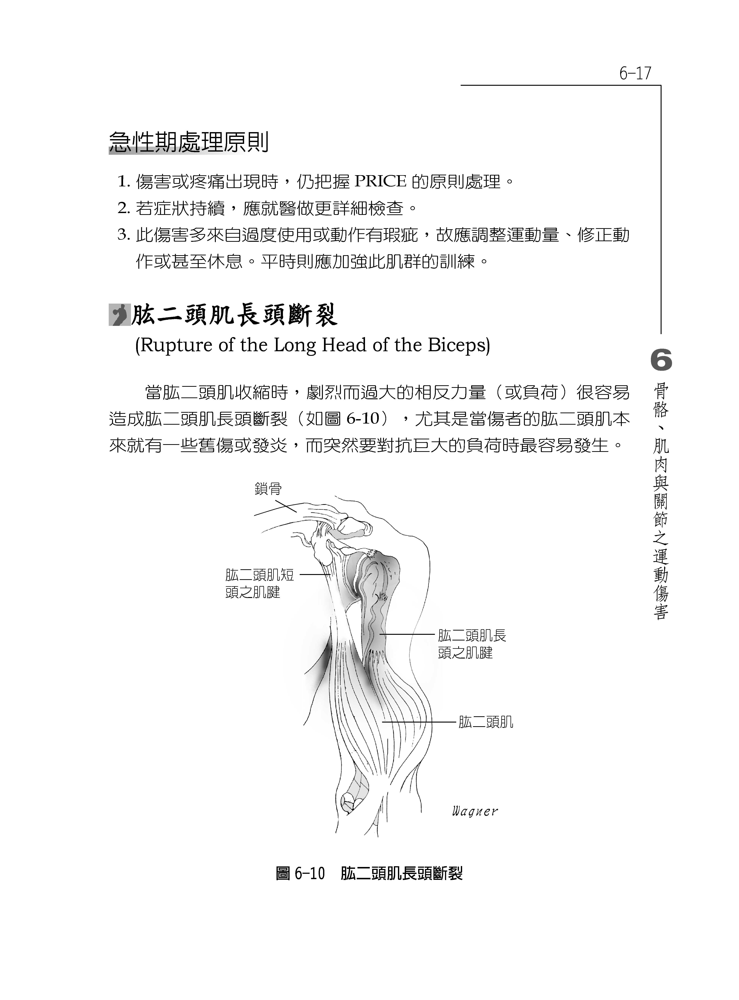 6-17
急性期處理原則
1. 傷害或疼痛出現時，仍把握 PRICE 的原則處理。
2. 若症狀持續，應就醫做更詳細檢查。
3. 此傷害多來自過度使用或動作有瑕疵，故應調整運動量、修正動
作或甚至休息。平時則應加強此肌群的訓練。
肱二頭肌長頭斷裂
(Rupture of the Long Head of the Biceps)
當肱二頭肌收縮時，劇烈而過大的相反力量（或負荷）很容易
造成肱二頭肌長頭斷裂（如圖 6-10），尤其是當傷者的肱二頭肌本
來就有一些舊傷或發炎，而突然要對抗巨大的負荷時最容易發生。
鎖骨
肱二頭肌短
頭之肌腱
肱二頭肌長
頭之肌腱
肱二頭肌
Wagner
圖 6-10 肱二頭肌長頭斷裂
6
骨骼、肌肉與關節之運動傷害